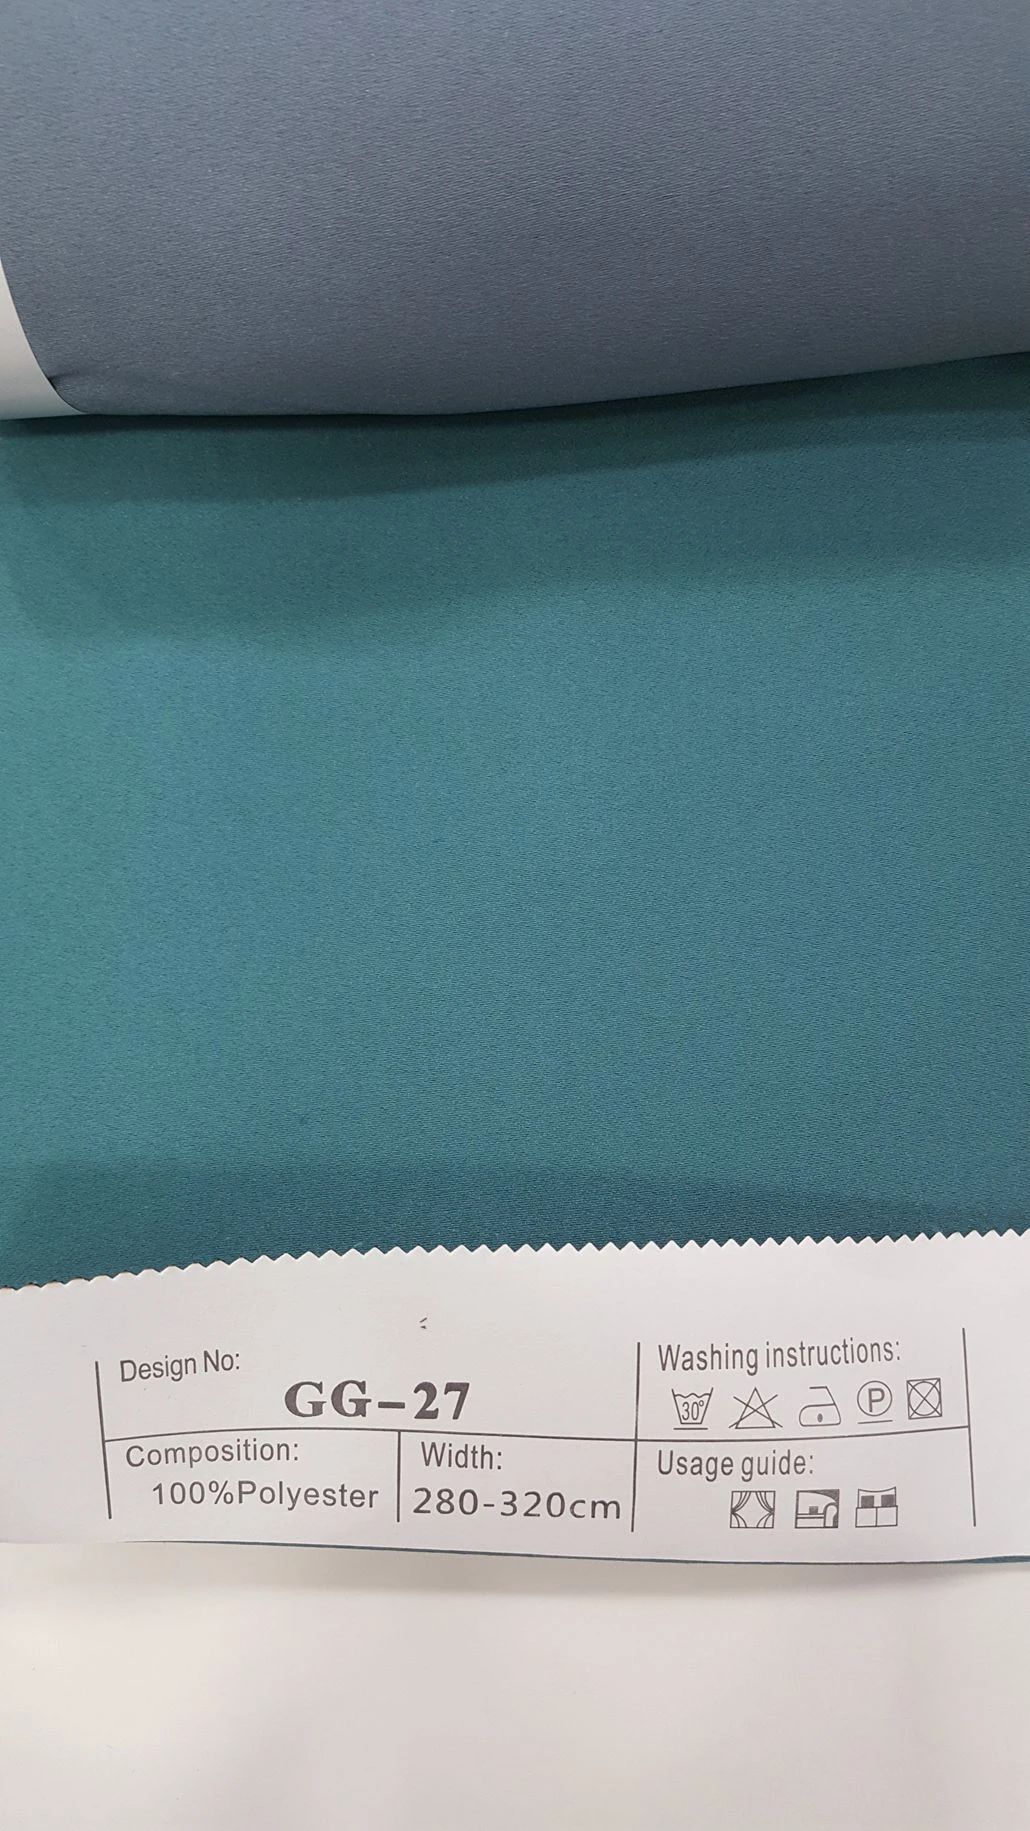 Design No:
GG-27
Composition:
100%Polyester
Width:
280-320cm
Washing instructions:
30°
P
Usage guide: